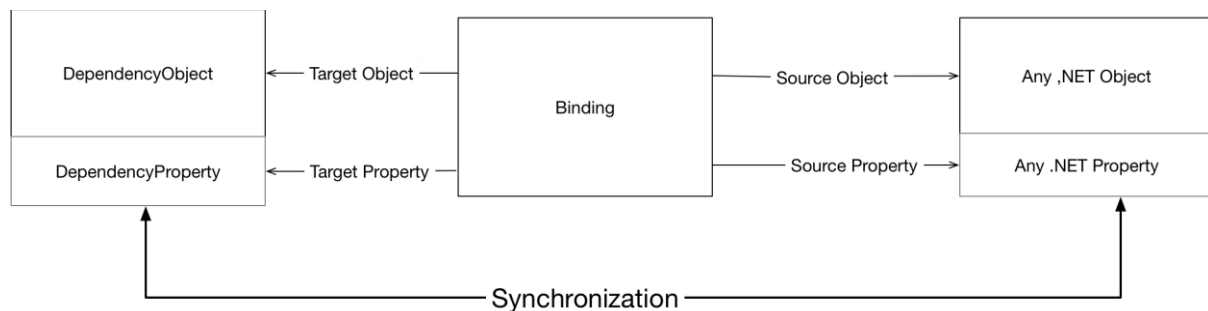 DependencyObject
Target Object
Binding
Source Object
Any ,NET Object
DependencyProperty
Target Property
Source Property
Any .NET Property
Synchronization